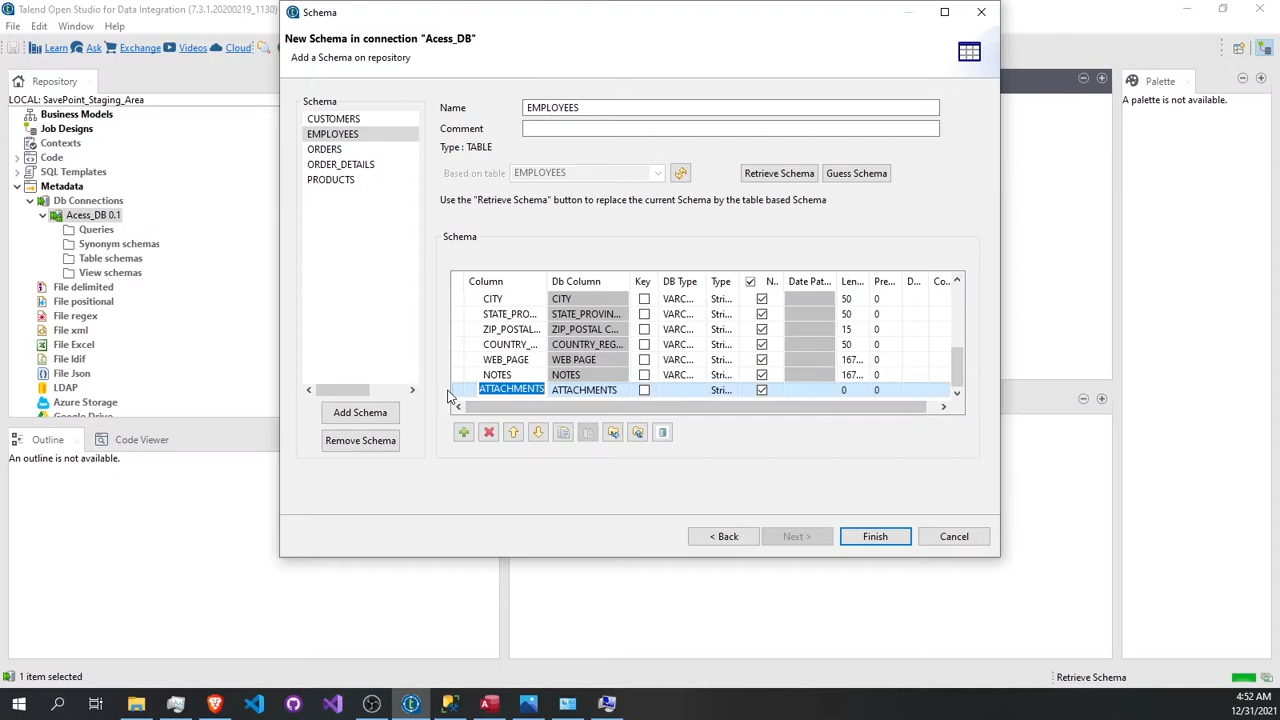 Talend Open Studio for Data Integration (7.3.1.20200219_1130)
File Edit Window Help
Learn Ask Exchange Videos Cloud
Repository
LOCAL: SavePoint_Staging_Area
Business Models
Job Designs
Contexts
Code
SQL Templates
Metadata
Db Connections
Acess_DB 0.1
Queries
Synonym schemas
Table schemas
View schemas
File delimited
File positional
File regex
File xml
File Excel
File ldif
File Json
LDAP
Azure Storage
Google Drive
Outline
Code Viewer
An outline is not available.
Schema
New Schema in connection "Acess_DB"
Add a Schema on repository
Schema
CUSTOMERS
EMPLOYEES
ORDERS
ORDER_DETAILS
PRODUCTS
Add Schema
Remove Schema
Name EMPLOYEES
Comment
Type : TABLE
Based on table EMPLOYEES Retrieve Schema Guess Schema
Use the "Retrieve Schema" button to replace the current Schema by the table based Schema
Schema
Column Db Column Key DB Type Type N.. Date Pat... Len... Pre... D... Co..
CITY CITY VARC... Stri... 50 0
STATE_PRO... STATE_PROVIN... VARC... Stri... 50 0
ZIP_POSTAL... ZIP_POSTAL C... VARC... Stri... 15 0
COUNTRY_... COUNTRY_REG... VARC... Stri... 50 0
WEB_PAGE WEB PAGE VARC... Stri... 167... 0
NOTES NOTES VARC... Stri... 167... 0
ATTACHMENTS ATTACHMENTS Stri... 0 0
< Back Next > Finish Cancel
Palette
A palette is not available.
1 item selected
Retrieve Schema
4:52 AM
12/31/2021